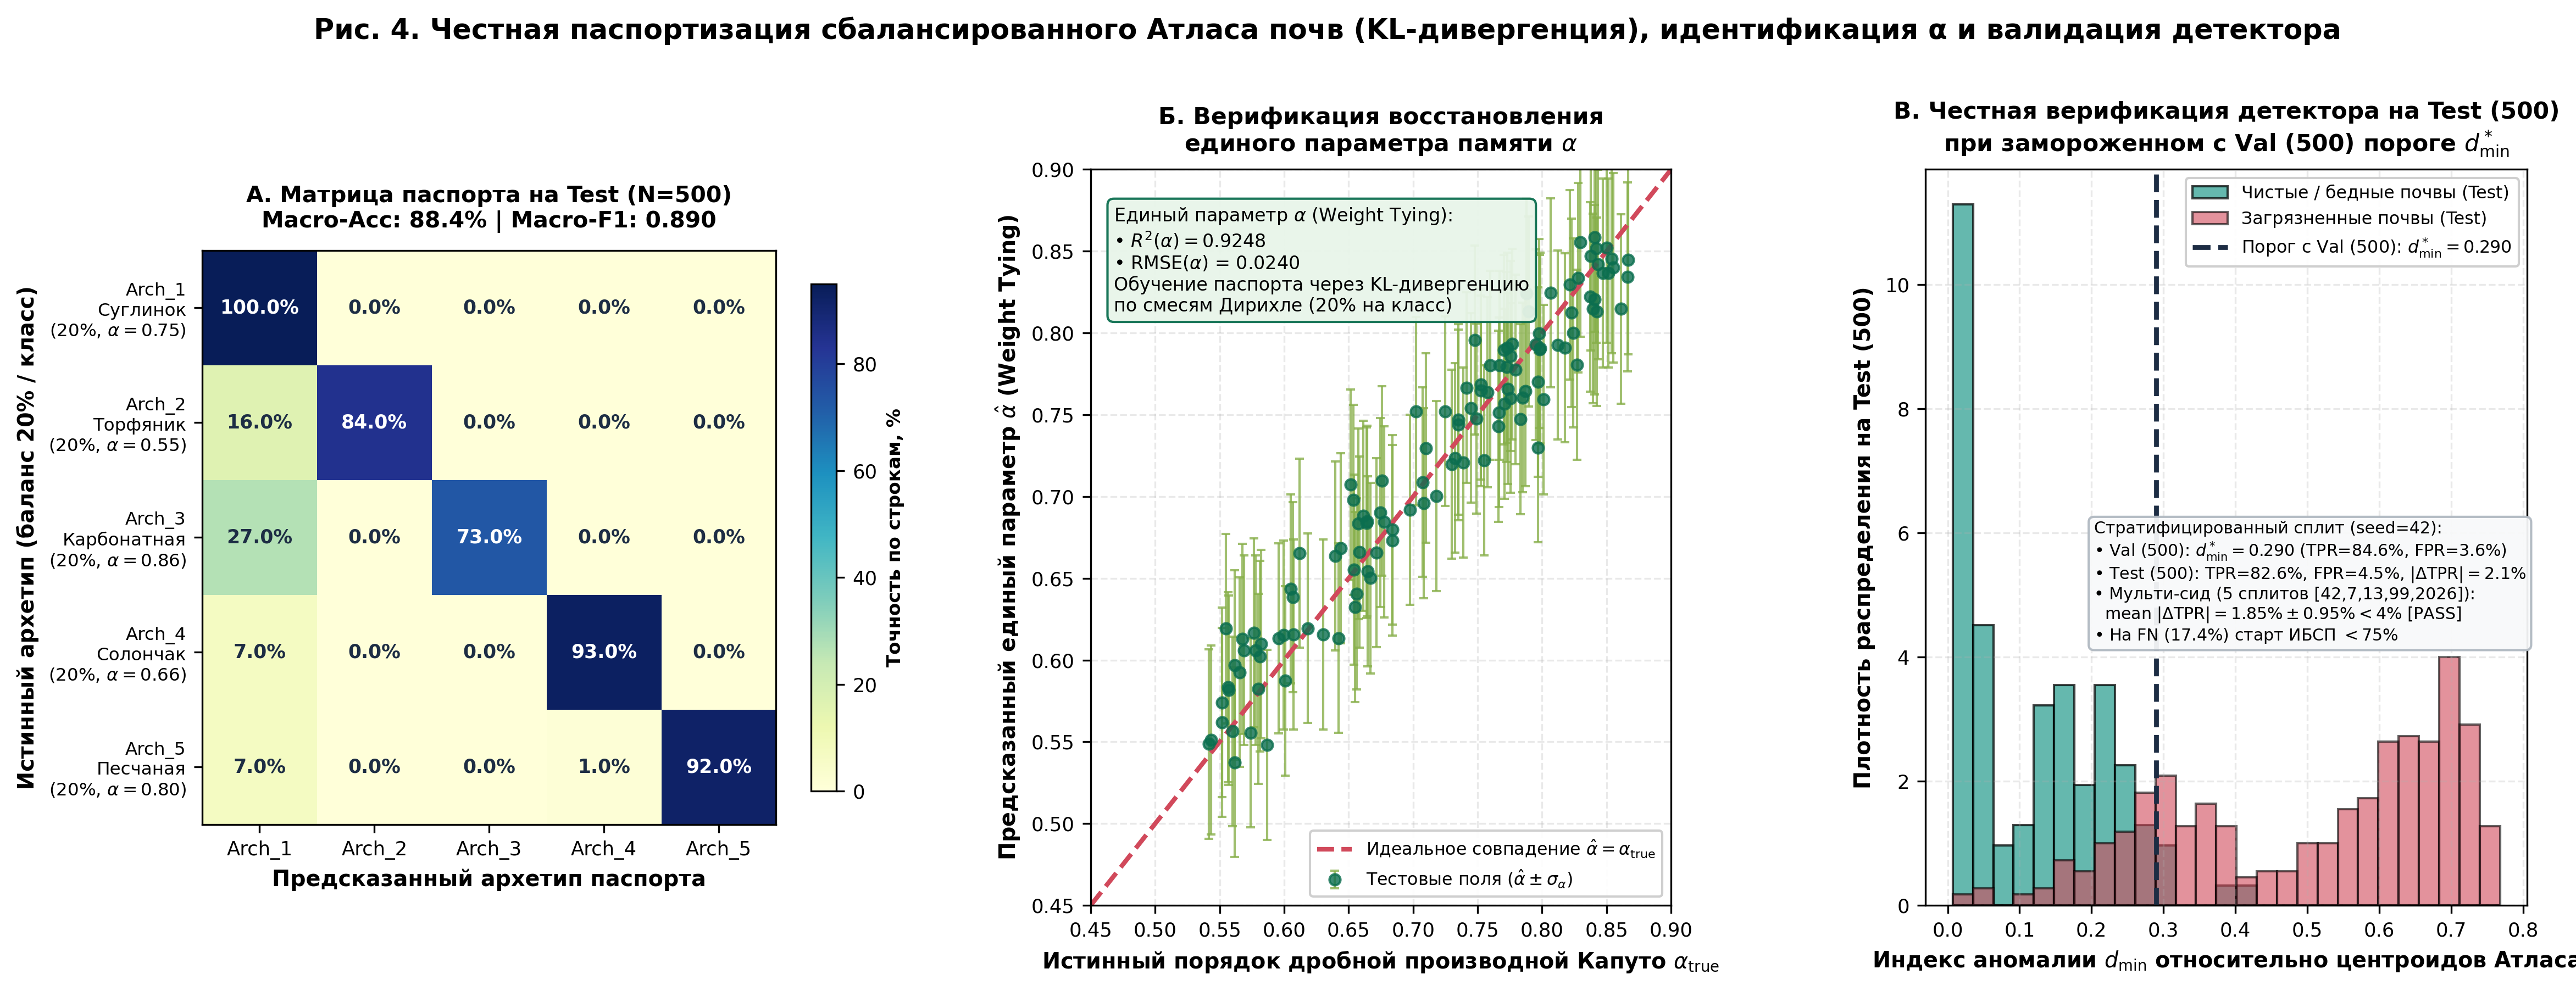 Рис. 4. Честная паспортизация сбалансированного Атласа почв (KL-дивергенция), идентификация α и валидация детектора
А. Матрица паспорта на Test (N=500)
Macro-Acc: 88.4% | Macro-F1: 0.890
Истинный архетип (баланс 20% / класс)
Arch_1
Суглинок
(20%, α = 0.75)
100.0% 0.0% 0.0% 0.0% 0.0%
Arch_2
Торфяник
(20%, α = 0.55)
16.0% 84.0% 0.0% 0.0% 0.0%
Arch_3
Карбонатная
(20%, α = 0.86)
27.0% 0.0% 73.0% 0.0% 0.0%
Arch_4
Солончак
(20%, α = 0.66)
7.0% 0.0% 0.0% 93.0% 0.0%
Arch_5
Песчаная
(20%, α = 0.80)
7.0% 0.0% 0.0% 1.0% 92.0%
Arch_1 Arch_2 Arch_3 Arch_4 Arch_5
Предсказанный архетип паспорта
80
60
40
20
0
Точность по строкам, %
Б. Верификация восстановления
единого параметра памяти α
Предсказанный единый параметр α̂ (Weight Tying)
0.90
0.85
0.80
0.75
0.70
0.65
0.60
0.55
0.50
0.45
Единый параметр α (Weight Tying):
• R²(α) = 0.9248
• RMSE(α) = 0.0240
Обучение паспорта через KL-дивергенцию
по смесям Дирихле (20% на класс)
Идеальное совпадение α̂ = α_true
Тестовые поля (α̂ ± σ_α)
0.45 0.50 0.55 0.60 0.65 0.70 0.75 0.80 0.85 0.90
Истинный порядок дробной производной Капуто α_true
В. Честная верификация детектора на Test (500)
при замороженном с Val (500) пороге d*_min
Плотность распределения на Test (500)
10
8
6
4
2
0
Чистые / бедные почвы (Test)
Загрязненные почвы (Test)
Порог с Val (500): d*_min = 0.290
Стратифицированный сплит (seed=42):
• Val (500): d*_min = 0.290 (TPR=84.6%, FPR=3.6%)
• Test (500): TPR=82.6%, FPR=4.5%, |ΔTPR| = 2.1%
• Мульти-сид (5 сплитов [42,7,13,99,2026]):
mean |ΔTPR| = 1.85% ± 0.95% < 4% [PASS]
• На FN (17.4%) старт ИБСП < 75%
0.0 0.1 0.2 0.3 0.4 0.5 0.6 0.7 0.8
Индекс аномалии d_min относительно центроидов Атласа